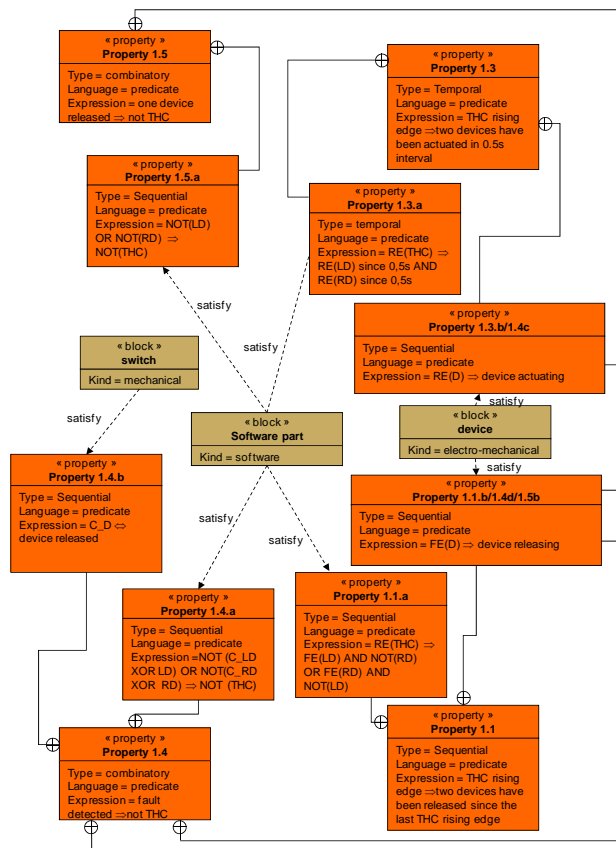 « property »
Property 1.5
Type = combinatory
Language = predicate
Expression = one device
released ⇒ not THC
« property »
Property 1.3
Type = Temporal
Language = predicate
Expression = THC rising
edge ⇒two devices have
been actuated in 0.5s
interval
« property »
Property 1.5.a
Type = Sequential
Language = predicate
Expression = NOT(LD)
OR NOT(RD) ⇒
NOT(THC)
« property »
Property 1.3.a
Type = temporal
Language = predicate
Expression = RE(THC) ⇒
RE(LD) since 0,5s AND
RE(RD) since 0,5s
satisfy
satisfy
« property »
Property 1.3.b/1.4c
Type = Sequential
Language = predicate
Expression = RE(D) ⇒ device actuating
« block »
switch
Kind = mechanical
satisfy
satisfy
« block »
Software part
Kind = software
« block »
device
Kind = electro-mechanical
satisfy
« property »
Property 1.4.b
Type = Sequential
Language = predicate
Expression = C_D ⇔
device released
« property »
Property 1.1.b/1.4d/1.5b
Type = Sequential
Language = predicate
Expression = FE(D) ⇒ device releasing
satisfy
satisfy
« property »
Property 1.4.a
Type = Sequential
Language = predicate
Expression =NOT (C_LD
XOR LD) OR NOT(C_RD
XOR RD) ⇒ NOT (THC)
« property »
Property 1.1.a
Type = Sequential
Language = predicate
Expression = RE(THC) ⇒
FE(LD) AND NOT(RD)
OR FE(RD) AND
NOT(LD)
« property »
Property 1.4
Type = combinatory
Language = predicate
Expression = fault
detected ⇒not THC
« property »
Property 1.1
Type = Sequential
Language = predicate
Expression = THC rising
edge ⇒two devices have
been released since the
last THC rising edge